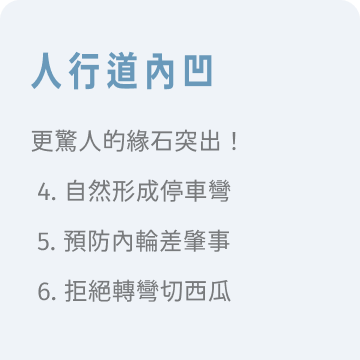 人行道內凹
更驚人的緣石突出！
4. 自然形成停車彎
5. 預防內輪差肇事
6. 拒絕轉彎切西瓜